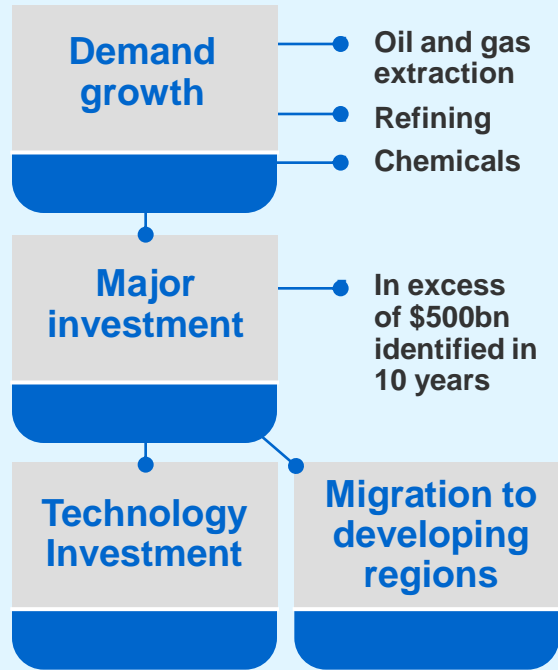 Demand
growth
Oil and gas
extraction
Refining
Chemicals
Major
investment
In excess
of $500bn
identified in
10 years
Technology
Investment
Migration to
developing
regions